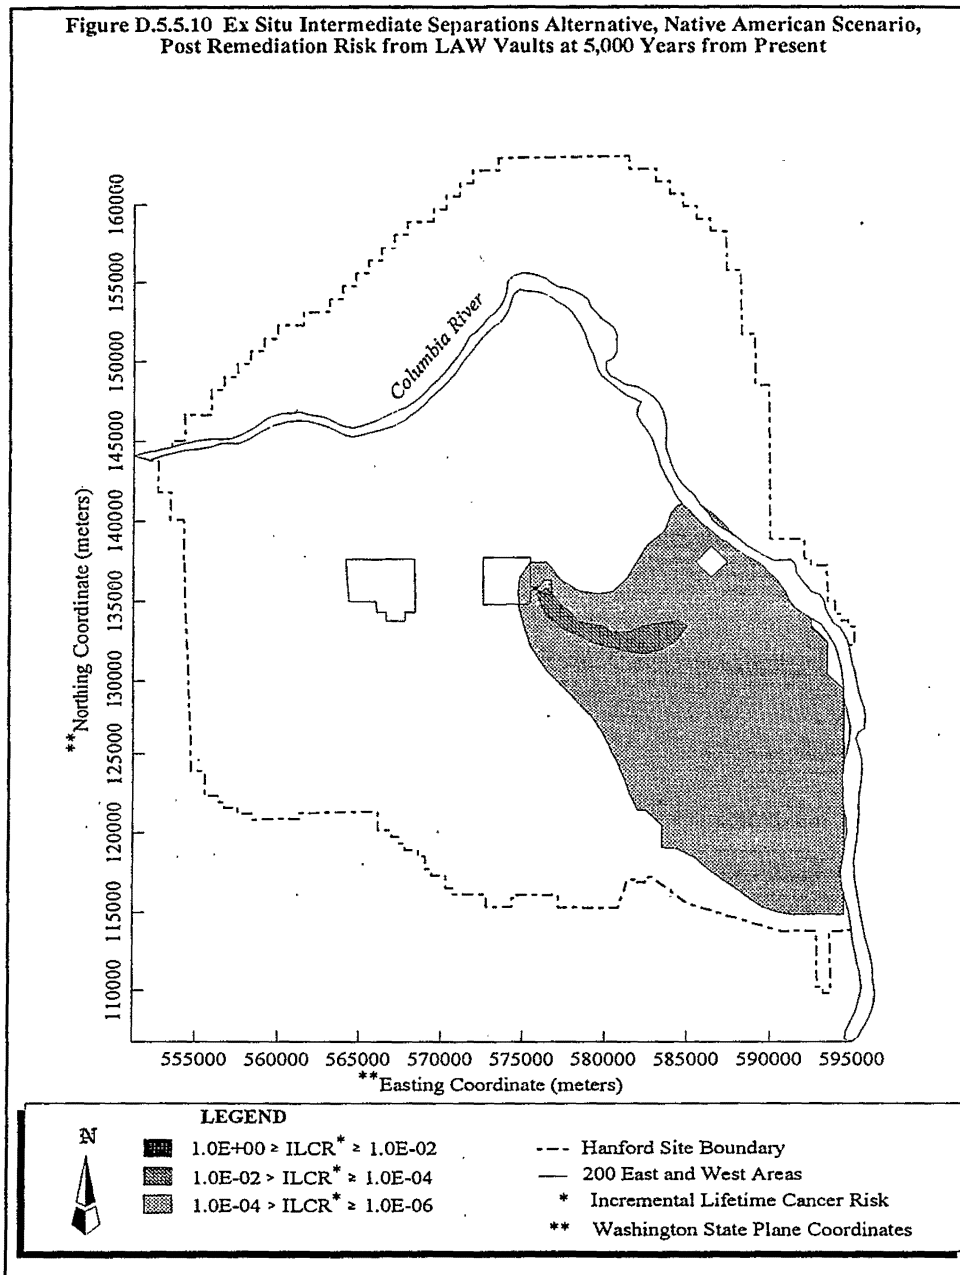 Figure D.5.5.10 Ex Situ Intermediate Separations Alternative, Native American Scenario,
Post Remediation Risk from LAW Vaults at 5,000 Years from Present
160000
155000
150000
145000
140000
135000
130000
125000
120000
115000
110000
**Northing Coordinate (meters)
Columbia River
555000 560000 565000 570000 575000 580000 585000 590000 595000
**Easting Coordinate (meters)
LEGEND
N
1.0E+00 ≥ ILCR* ≥ 1.0E-02
1.0E-02 > ILCR* ≥ 1.0E-04
1.0E-04 > ILCR* ≥ 1.0E-06
Hanford Site Boundary
200 East and West Areas
* Incremental Lifetime Cancer Risk
** Washington State Plane Coordinates